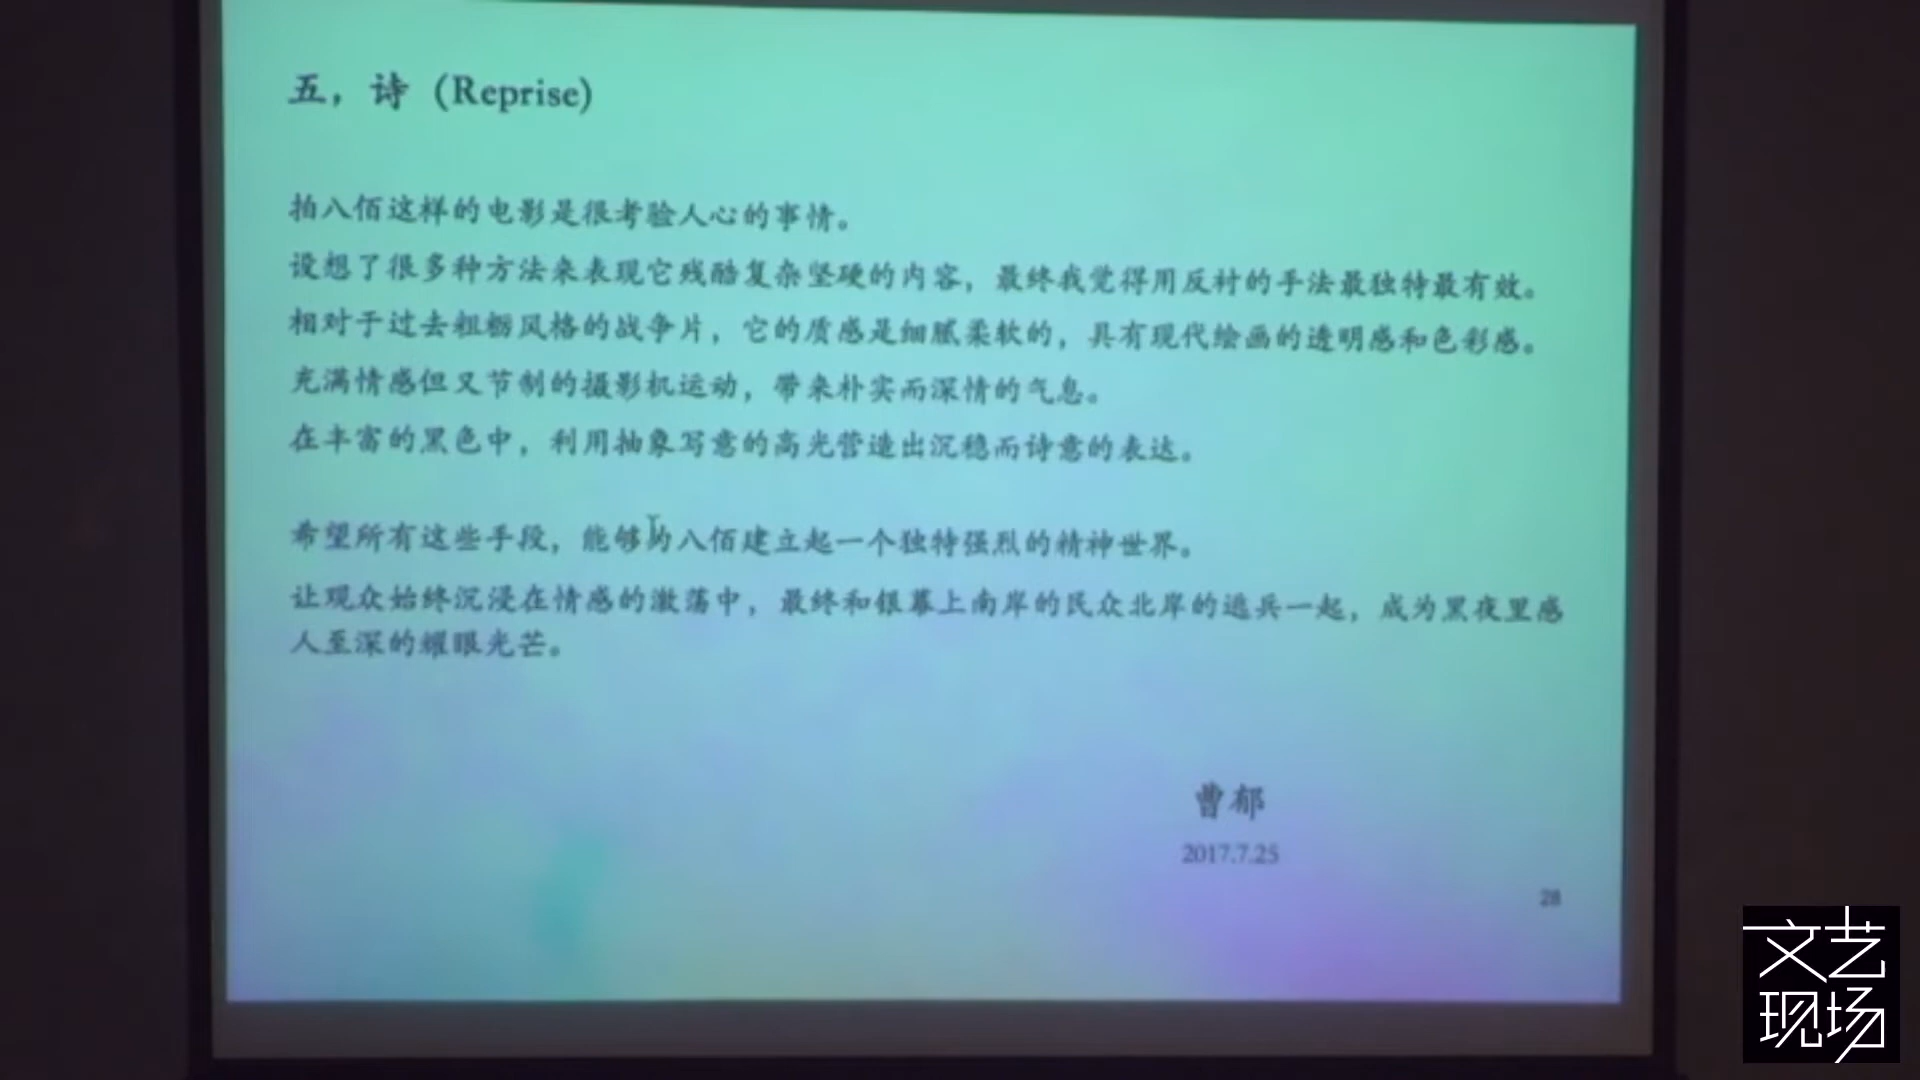 五，诗（Reprise）
拍八佰这样的电影是很考验人心的事情。
设想了很多种方法来表现它残酷复杂坚硬的内容，最终我觉得用反衬的手法最独特最有效。
相对于过去粗粝风格的战争片，它的质感是细腻柔软的，具有现代绘画的透明感和色彩感。
充满情感但又节制的摄影机运动，带来朴实而深情的气息。
在丰富的黑色中，利用抽象写意的高光营造出沉稳而诗意的表达。
希望所有这些手段，能够为八佰建立起一个独特强烈的精神世界。
让观众始终沉浸在情感的激荡中，最终和银幕上南岸的民众北岸的逃兵一起，成为黑夜里感
人至深的耀眼光芒。
曹郁
2017.7.25
28
文艺
现场